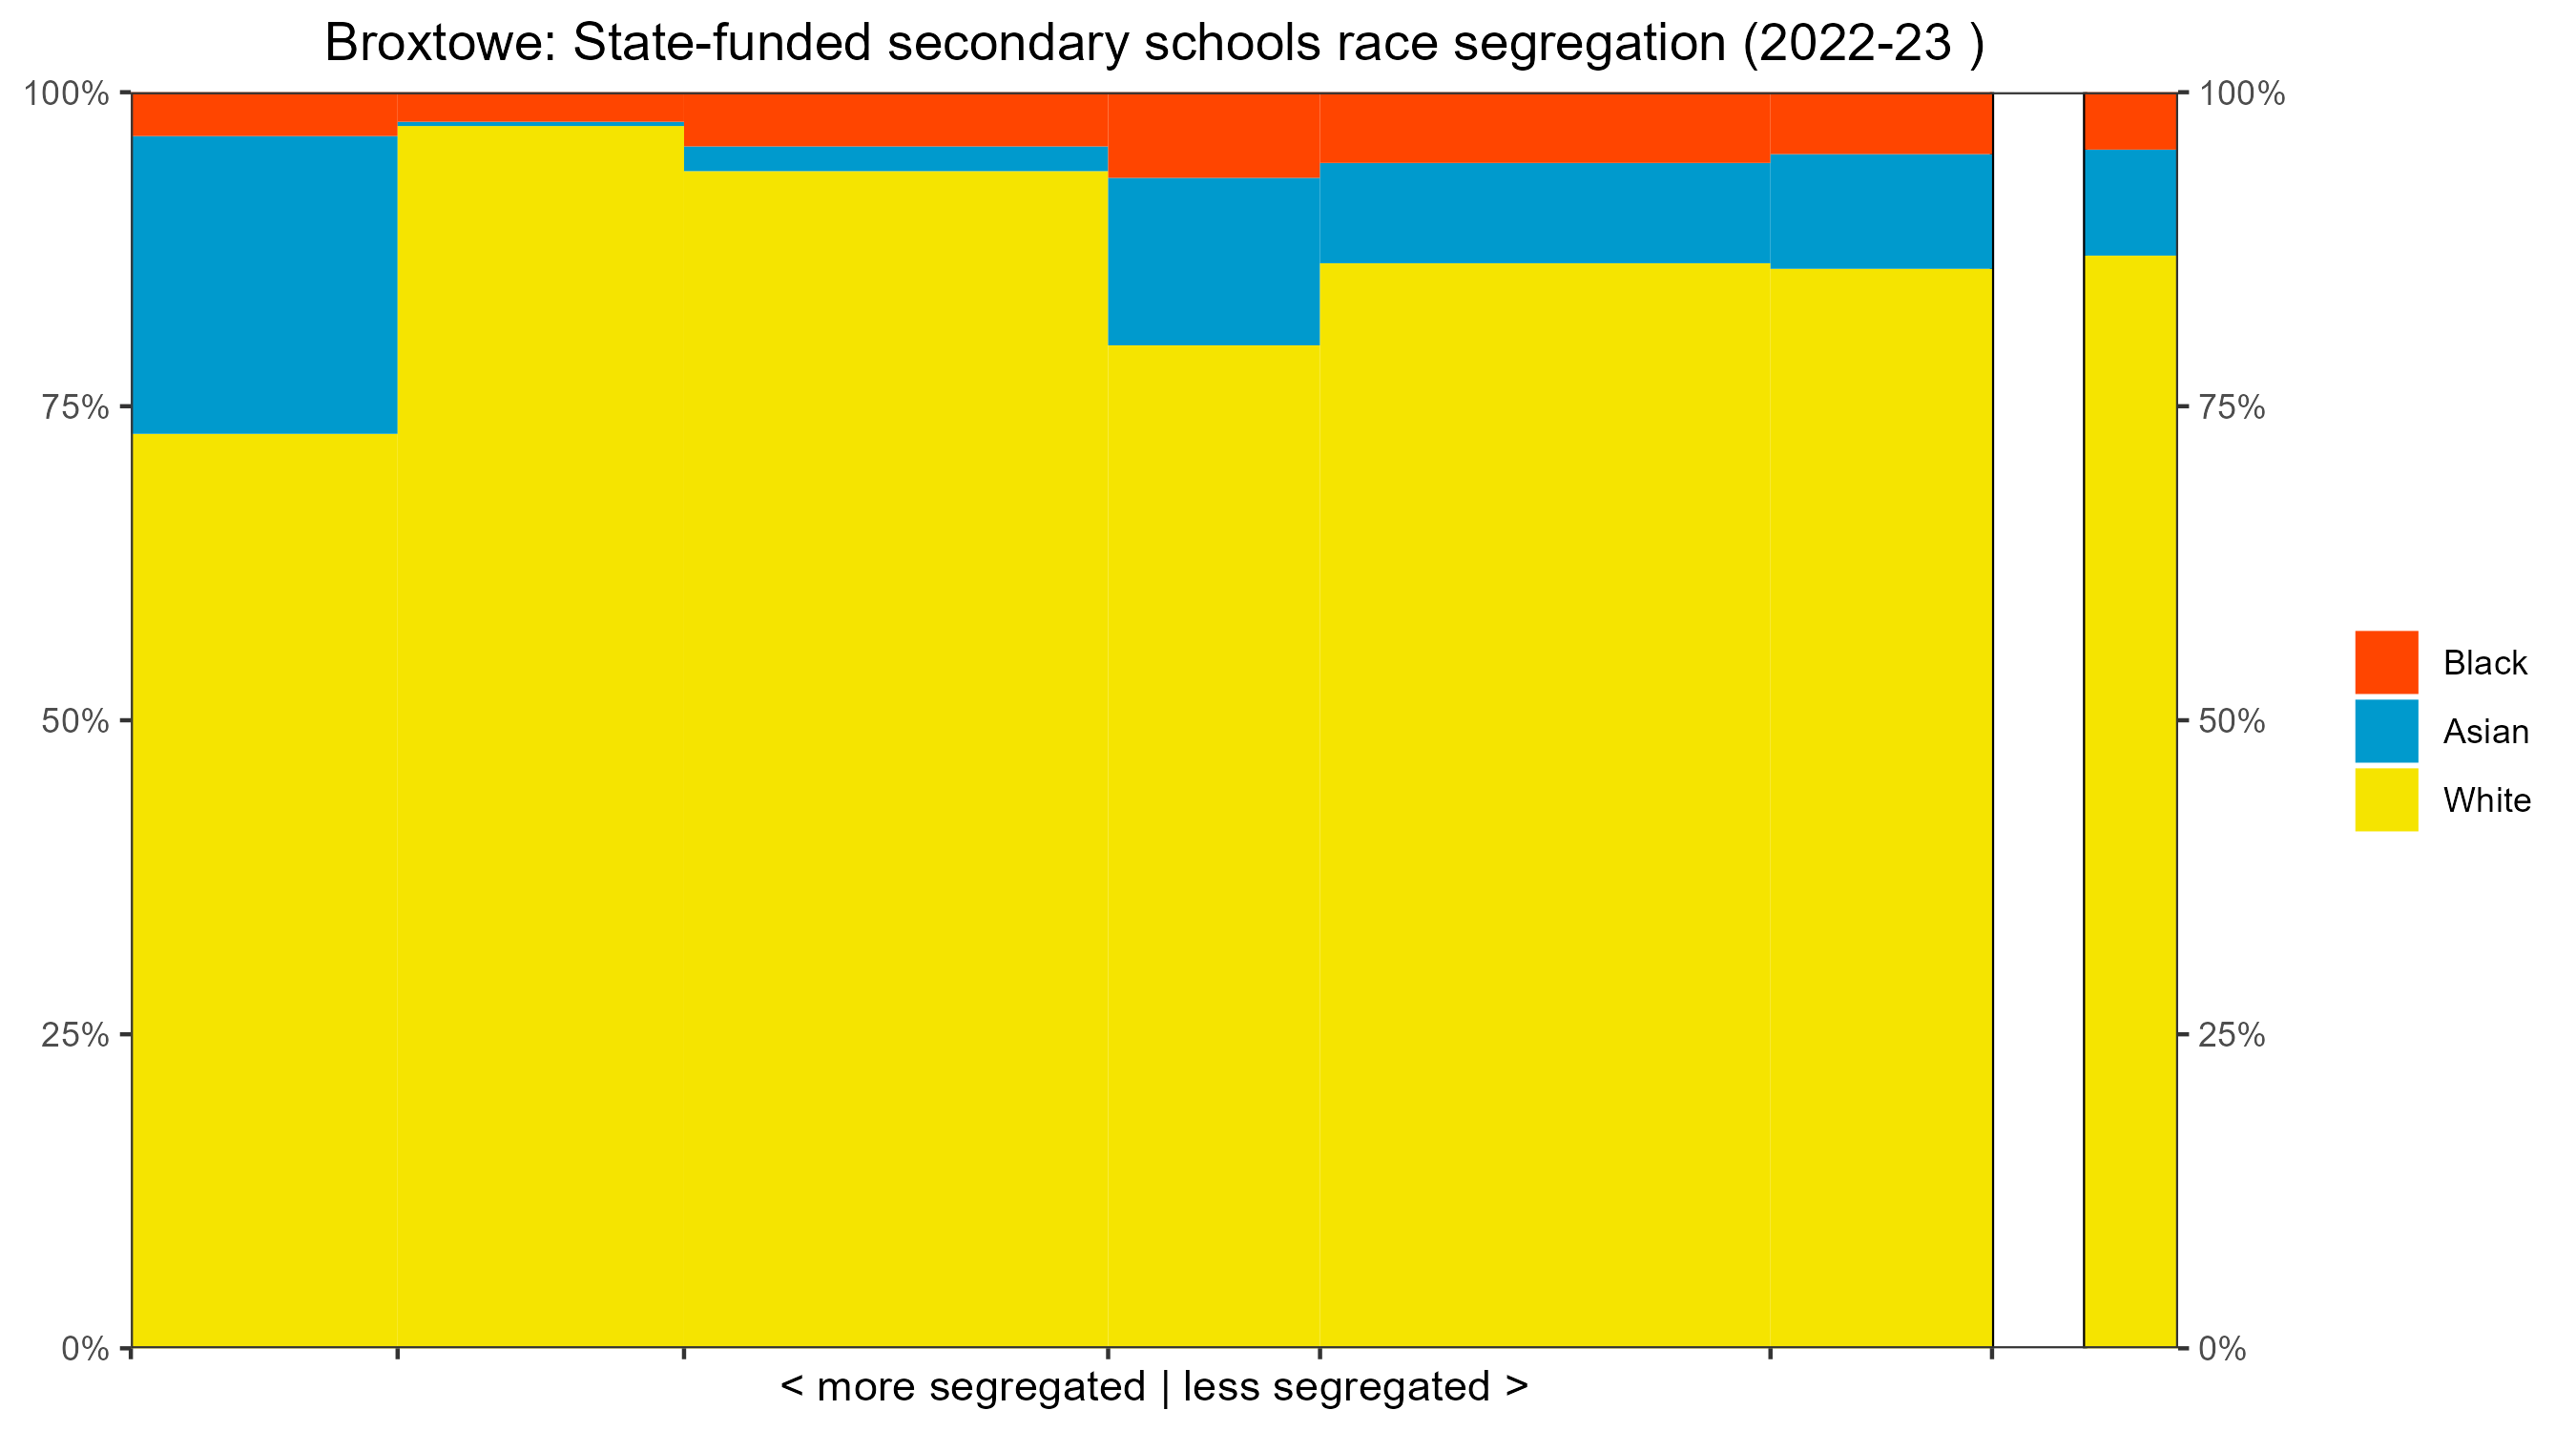 Broxtowe: State-funded secondary schools race segregation (2022-23 )
100%
75%
50%
25%
0%
100%
75%
50%
25%
0%
Black
Asian
White
< more segregated | less segregated >